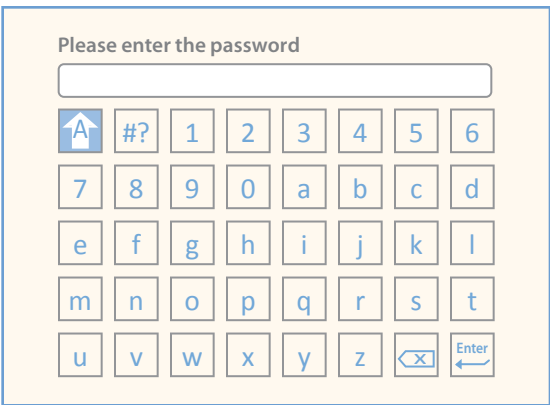 Please enter the password
A #? 1 2 3 4 5 6
7 8 9 0 a b c d
e f g h i j k l
m n o p q r s t
u v w x y z x Enter